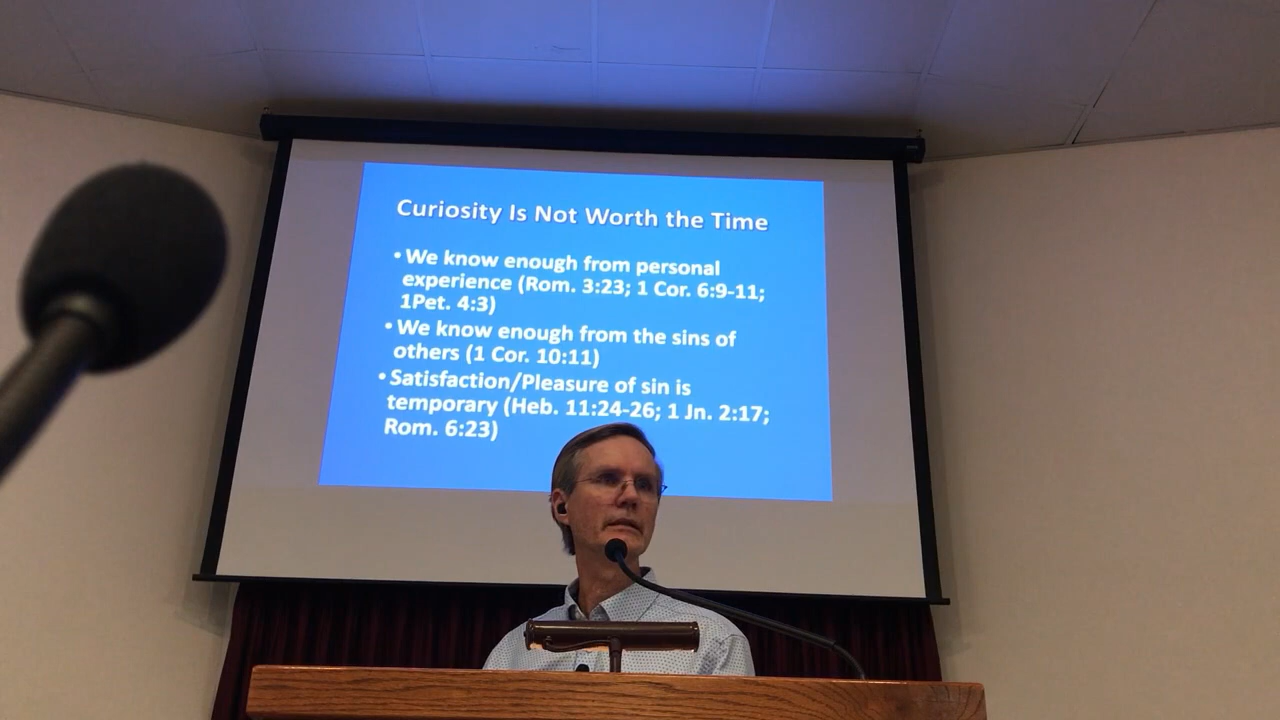 Curiosity Is Not Worth the Time
• We know enough from personal
experience (Rom. 3:23; 1 Cor. 6:9-11;
1Pet. 4:3)
• We know enough from the sins of
others (1 Cor. 10:11)
• Satisfaction/Pleasure of sin is
temporary (Heb. 11:24-26; 1 Jn. 2:17;
Rom. 6:23)